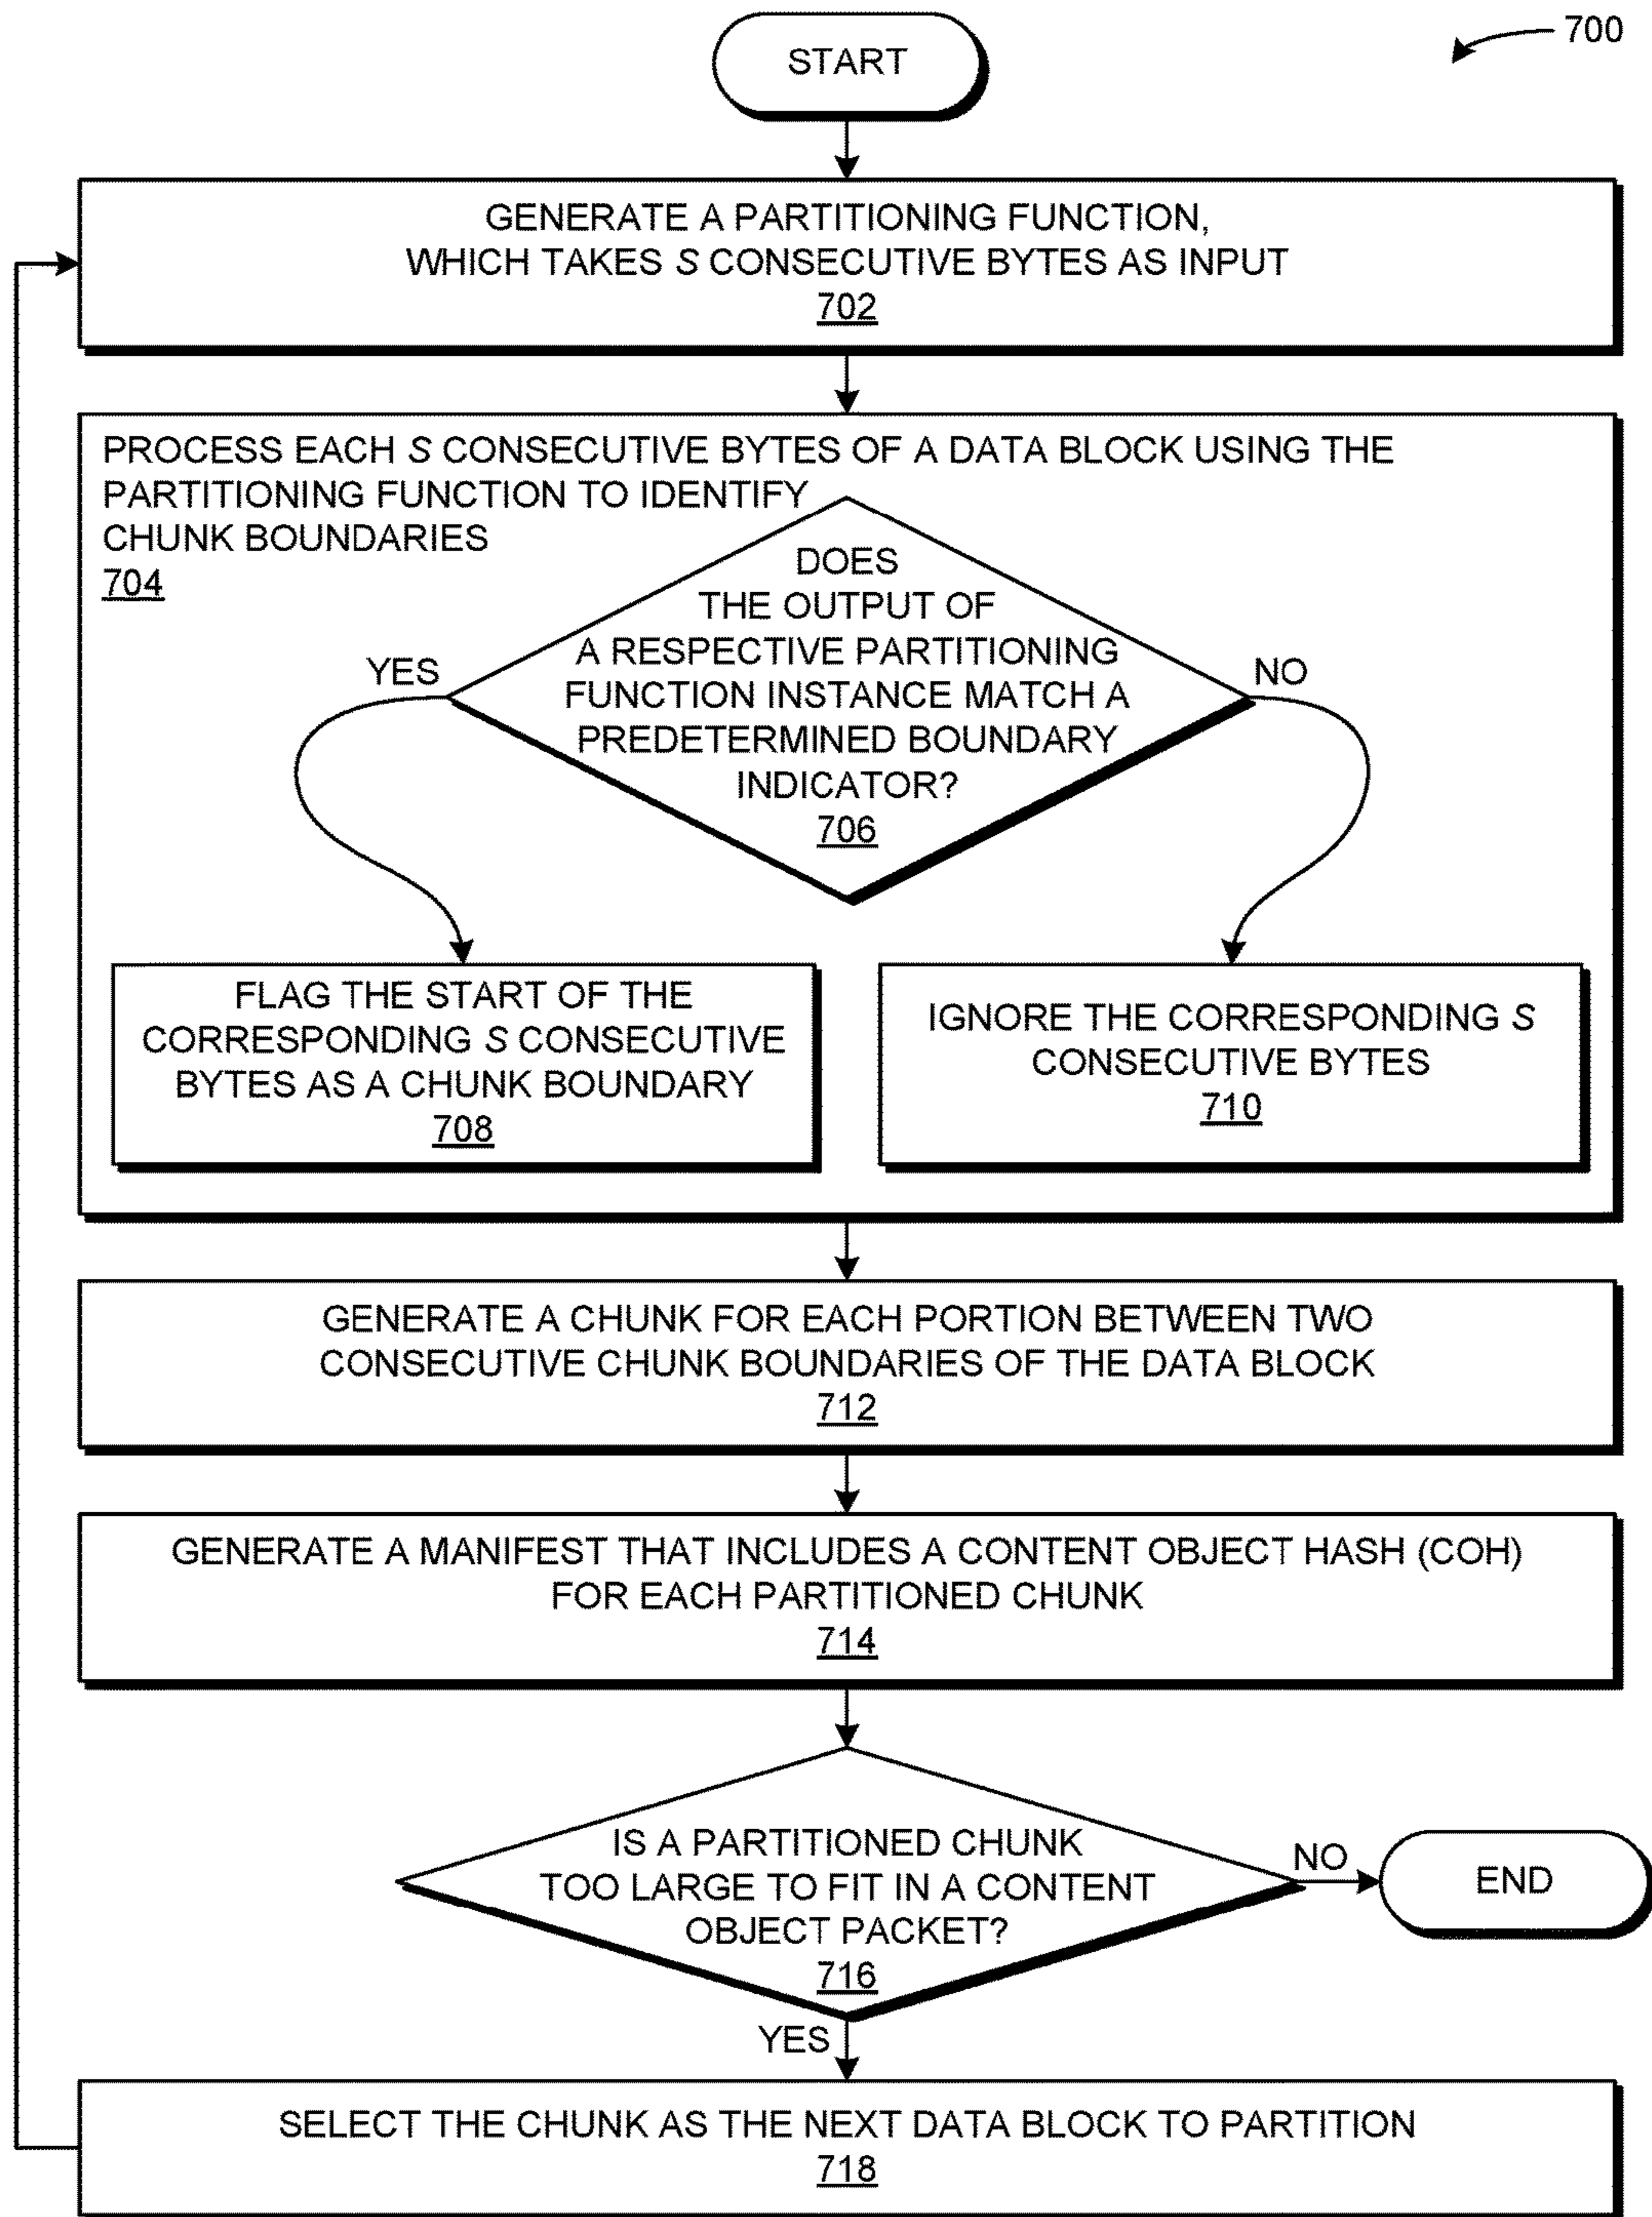 700
START
GENERATE A PARTITIONING FUNCTION,
WHICH TAKES S CONSECUTIVE BYTES AS INPUT
702
PROCESS EACH S CONSECUTIVE BYTES OF A DATA BLOCK USING THE
PARTITIONING FUNCTION TO IDENTIFY
CHUNK BOUNDARIES
704
DOES
THE OUTPUT OF
A RESPECTIVE PARTITIONING
FUNCTION INSTANCE MATCH A
PREDETERMINED BOUNDARY
INDICATOR?
706
YES
NO
FLAG THE START OF THE
CORRESPONDING S CONSECUTIVE
BYTES AS A CHUNK BOUNDARY
708
IGNORE THE CORRESPONDING S
CONSECUTIVE BYTES
710
GENERATE A CHUNK FOR EACH PORTION BETWEEN TWO
CONSECUTIVE CHUNK BOUNDARIES OF THE DATA BLOCK
712
GENERATE A MANIFEST THAT INCLUDES A CONTENT OBJECT HASH (COH)
FOR EACH PARTITIONED CHUNK
714
IS A PARTITIONED CHUNK
TOO LARGE TO FIT IN A CONTENT
OBJECT PACKET?
716
NO
END
YES
SELECT THE CHUNK AS THE NEXT DATA BLOCK TO PARTITION
718